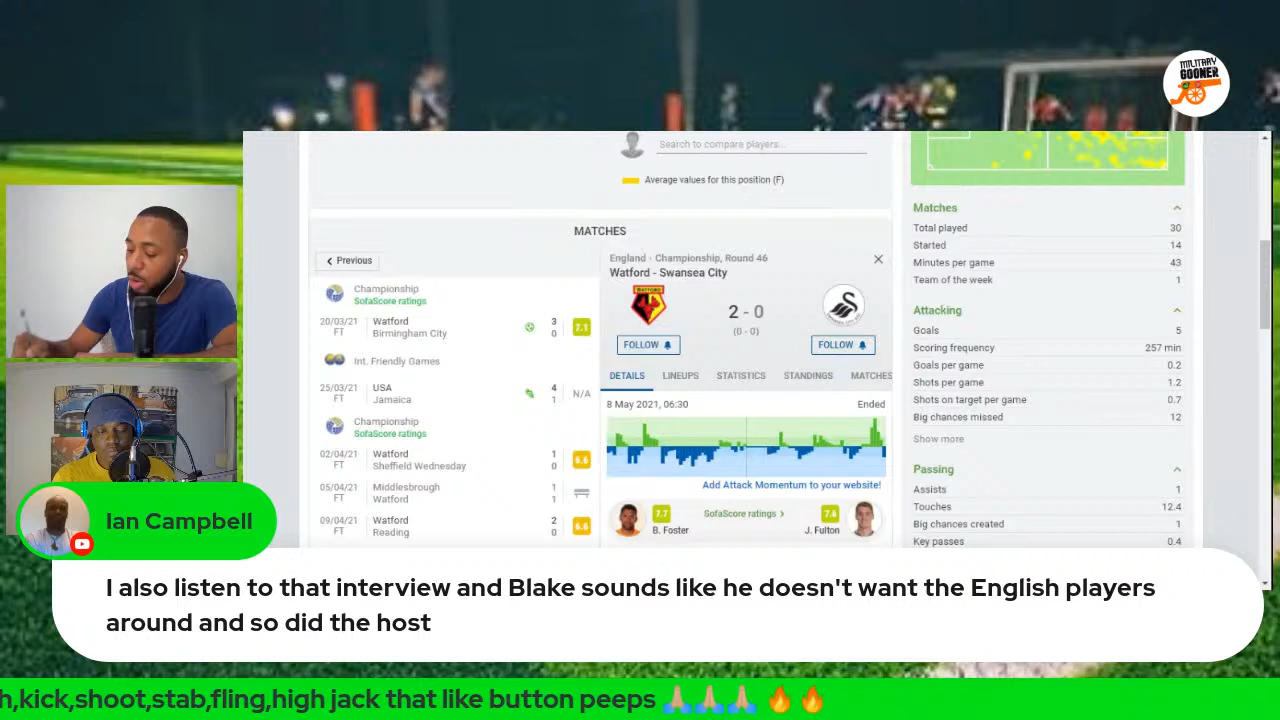 MILITARY
GOONER
Search to compare players...
Average values for this position (F)
MATCHES
Previous
Championship
SofaScore ratings
20/03/21 Watford 3
FT Birmingham City 0 7.1
Int. Friendly Games
25/03/21 USA 4
FT Jamaica 1 N/A
Championship
SofaScore ratings
02/04/21 Watford 1
FT Sheffield Wednesday 0 6.6
05/04/21 Middlesbrough 1
FT Watford 1
09/04/21 Watford 2
FT Reading 0 6.6
England - Championship, Round 46
Watford - Swansea City
WATFORD
2 - 0
(0 - 0)
FOLLOW FOLLOW
DETAILS LINEUPS STATISTICS STANDINGS MATCHES
8 May 2021, 06:30 Ended
Add Attack Momentum to your website!
7.7 SofaScore ratings 7.6
B. Foster J. Fulton
Matches
Total played 30
Started 14
Minutes per game 43
Team of the week 1
Attacking
Goals 5
Scoring frequency 257 min
Goals per game 0.2
Shots per game 1.2
Shots on target per game 0.7
Big chances missed 12
Show more
Passing
Assists 1
Touches 12.4
Big chances created 1
Key passes 0.4
Ian Campbell
I also listen to that interview and Blake sounds like he doesn't want the English players
around and so did the host
h,kick,shoot,stab,fling,high jack that like button peeps 🙏🏼🙏🏼🙏🏼 🔥🔥